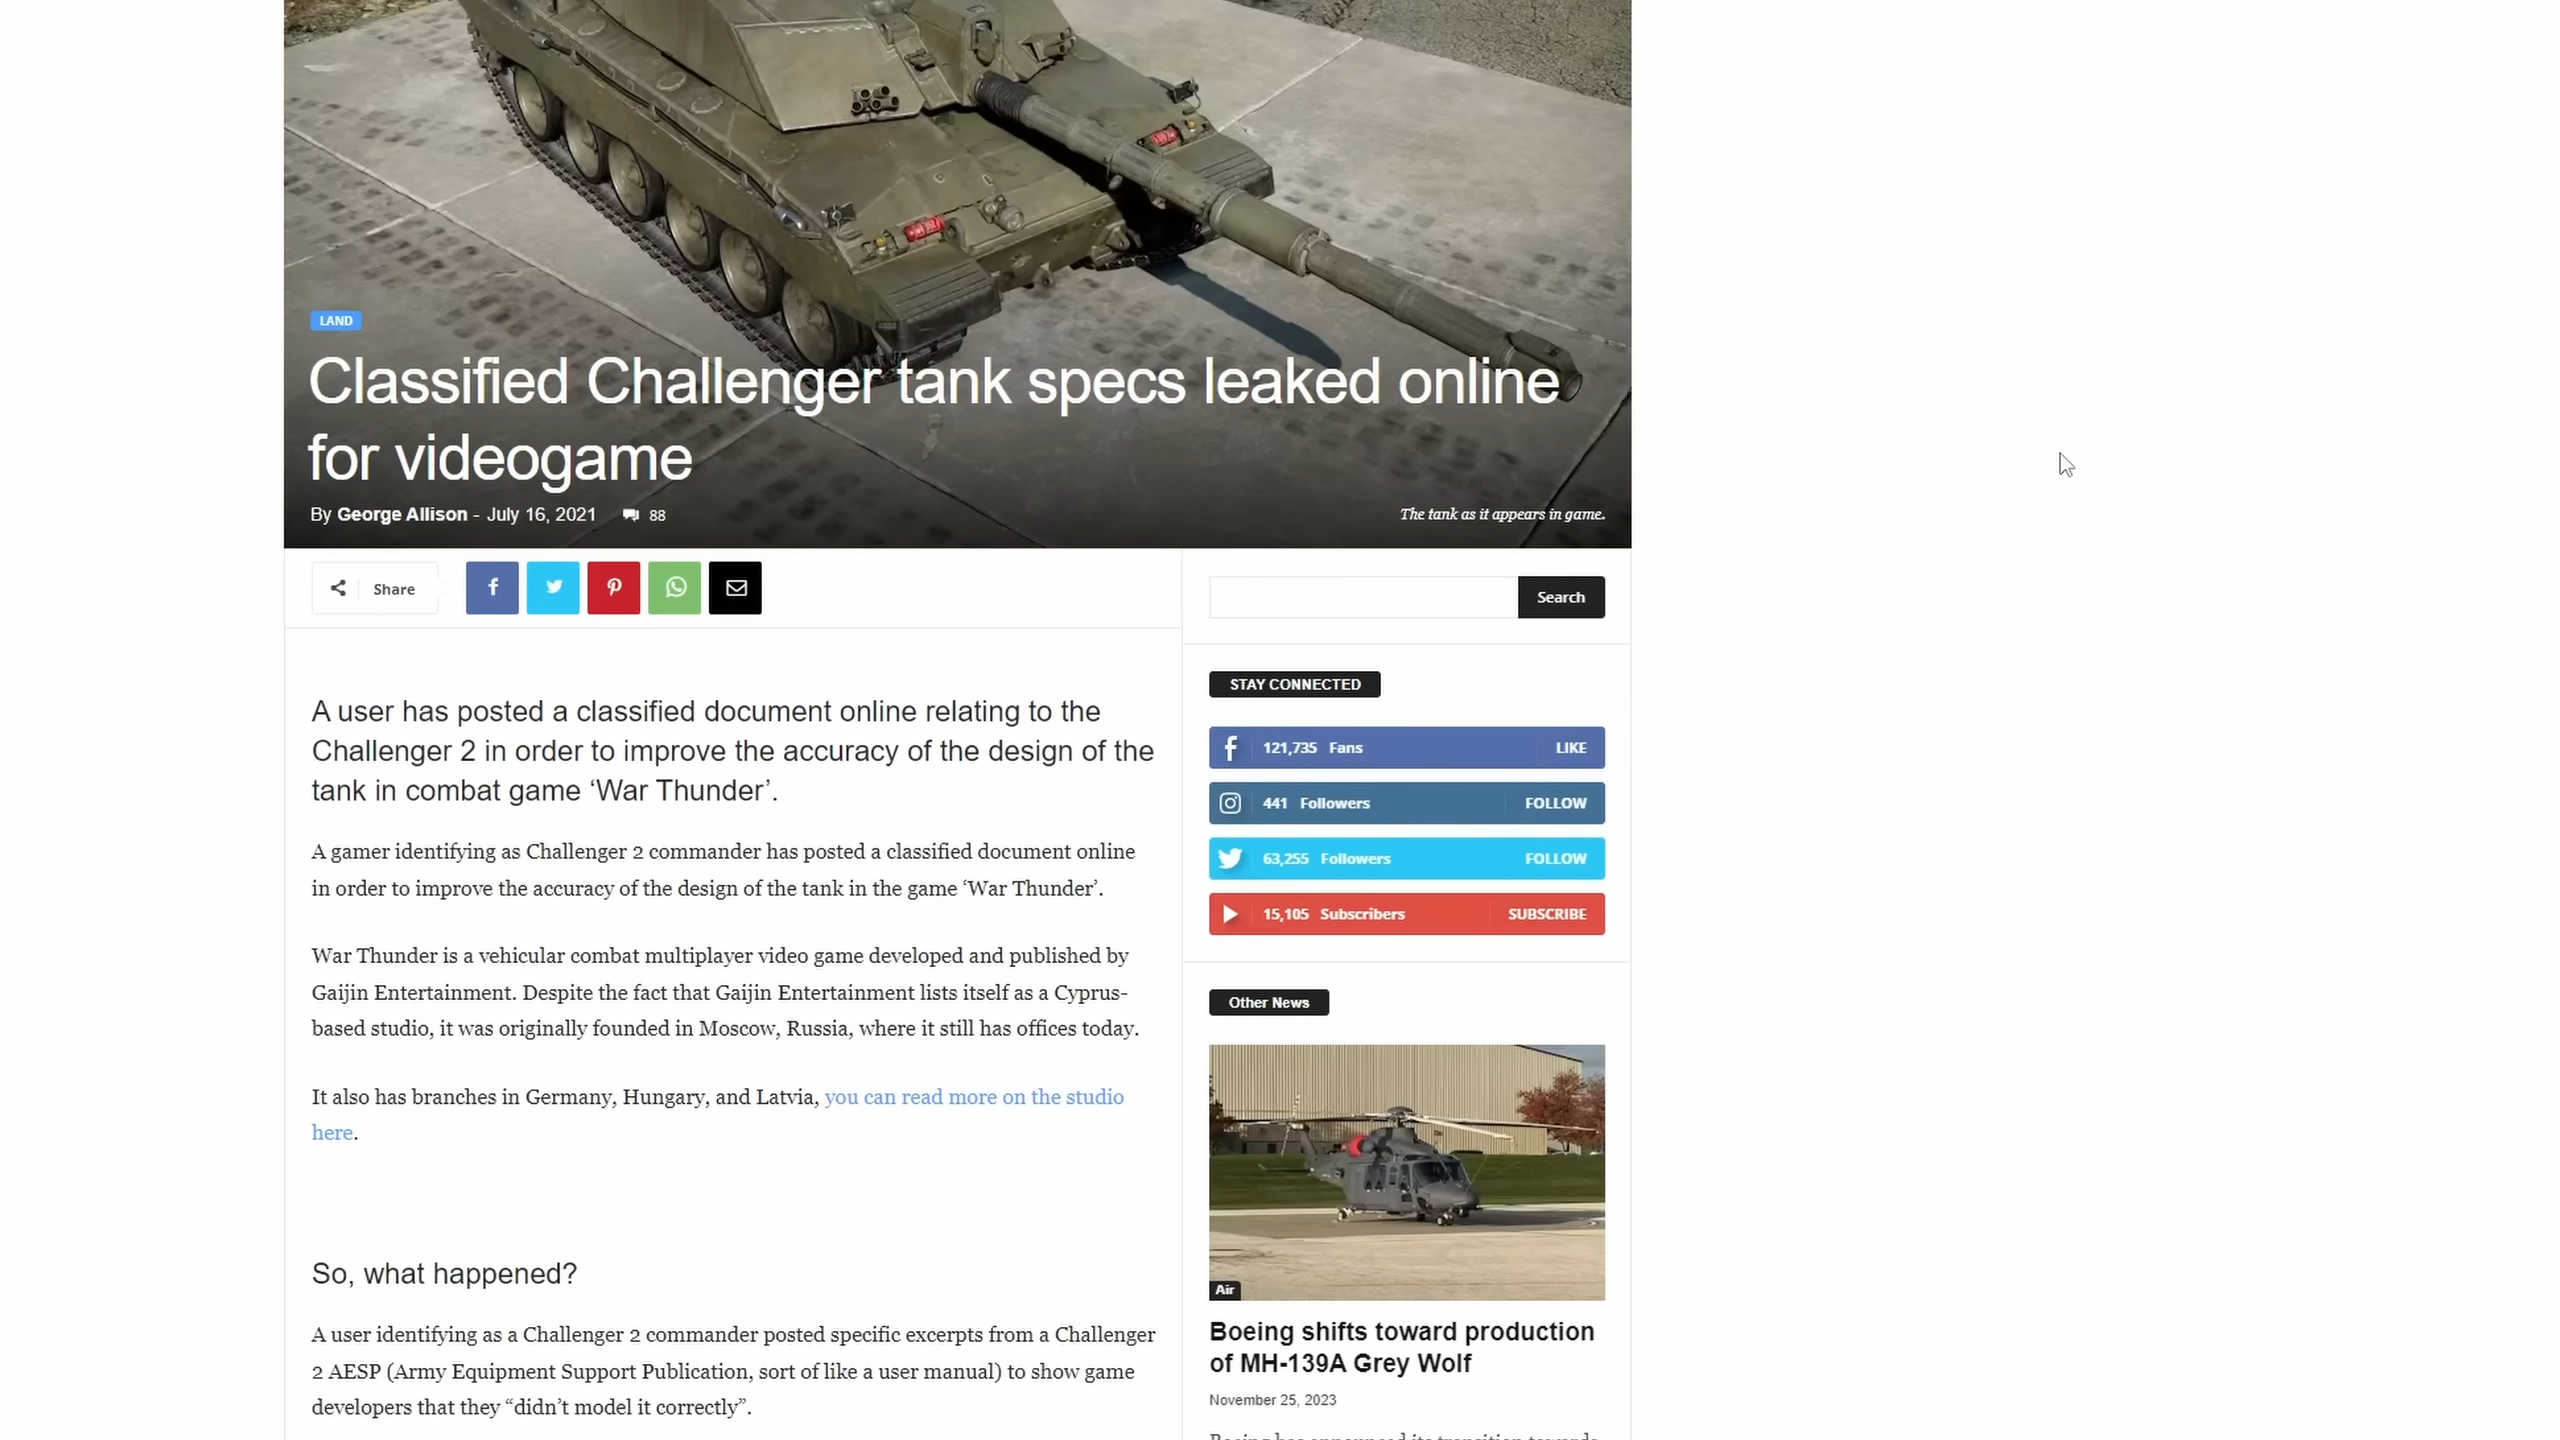 LAND
Classified Challenger tank specs leaked online
for videogame
By George Allison - July 16, 2021 88
The tank as it appears in game.
Share
Search
A user has posted a classified document online relating to the
Challenger 2 in order to improve the accuracy of the design of the
tank in combat game ‘War Thunder’.
A gamer identifying as Challenger 2 commander has posted a classified document online
in order to improve the accuracy of the design of the tank in the game ‘War Thunder’.
War Thunder is a vehicular combat multiplayer video game developed and published by
Gaijin Entertainment. Despite the fact that Gaijin Entertainment lists itself as a Cyprus-
based studio, it was originally founded in Moscow, Russia, where it still has offices today.
It also has branches in Germany, Hungary, and Latvia, you can read more on the studio
here.
So, what happened?
A user identifying as a Challenger 2 commander posted specific excerpts from a Challenger
2 AESP (Army Equipment Support Publication, sort of like a user manual) to show game
developers that they “didn’t model it correctly”.
STAY CONNECTED
121,735 Fans LIKE
441 Followers FOLLOW
63,255 Followers FOLLOW
15,105 Subscribers SUBSCRIBE
Other News
Air
Boeing shifts toward production
of MH-139A Grey Wolf
November 25, 2023